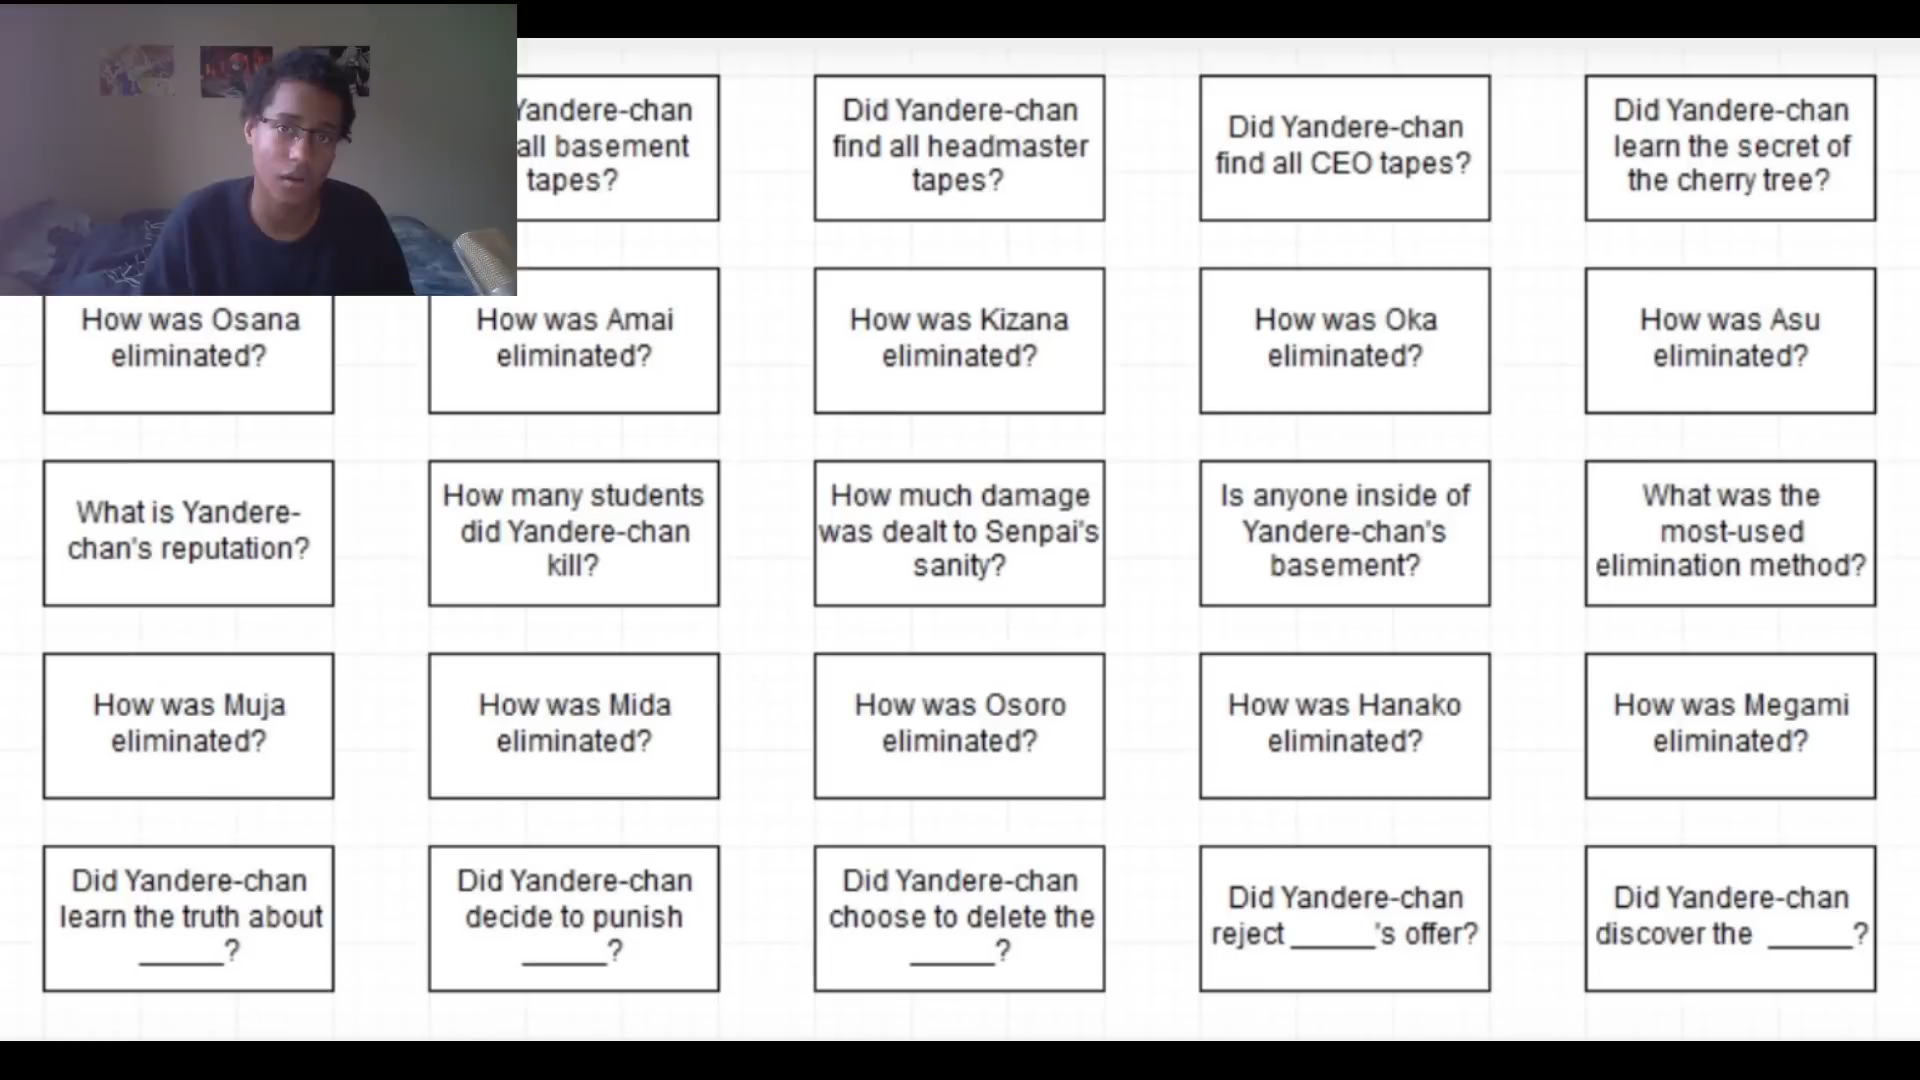 Yandere-chan
all basement
tapes?
Did Yandere-chan
find all headmaster
tapes?
Did Yandere-chan
find all CEO tapes?
Did Yandere-chan
learn the secret of
the cherry tree?
How was Osana
eliminated?
How was Amai
eliminated?
How was Kizana
eliminated?
How was Oka
eliminated?
How was Asu
eliminated?
What is Yandere-
chan's reputation?
How many students
did Yandere-chan
kill?
How much damage
was dealt to Senpai's
sanity?
Is anyone inside of
Yandere-chan's
basement?
What was the
most-used
elimination method?
How was Muja
eliminated?
How was Mida
eliminated?
How was Osoro
eliminated?
How was Hanako
eliminated?
How was Megami
eliminated?
Did Yandere-chan
learn the truth about
_____?
Did Yandere-chan
decide to punish
_____?
Did Yandere-chan
choose to delete the
_____?
Did Yandere-chan
reject _____'s offer?
Did Yandere-chan
discover the _____?